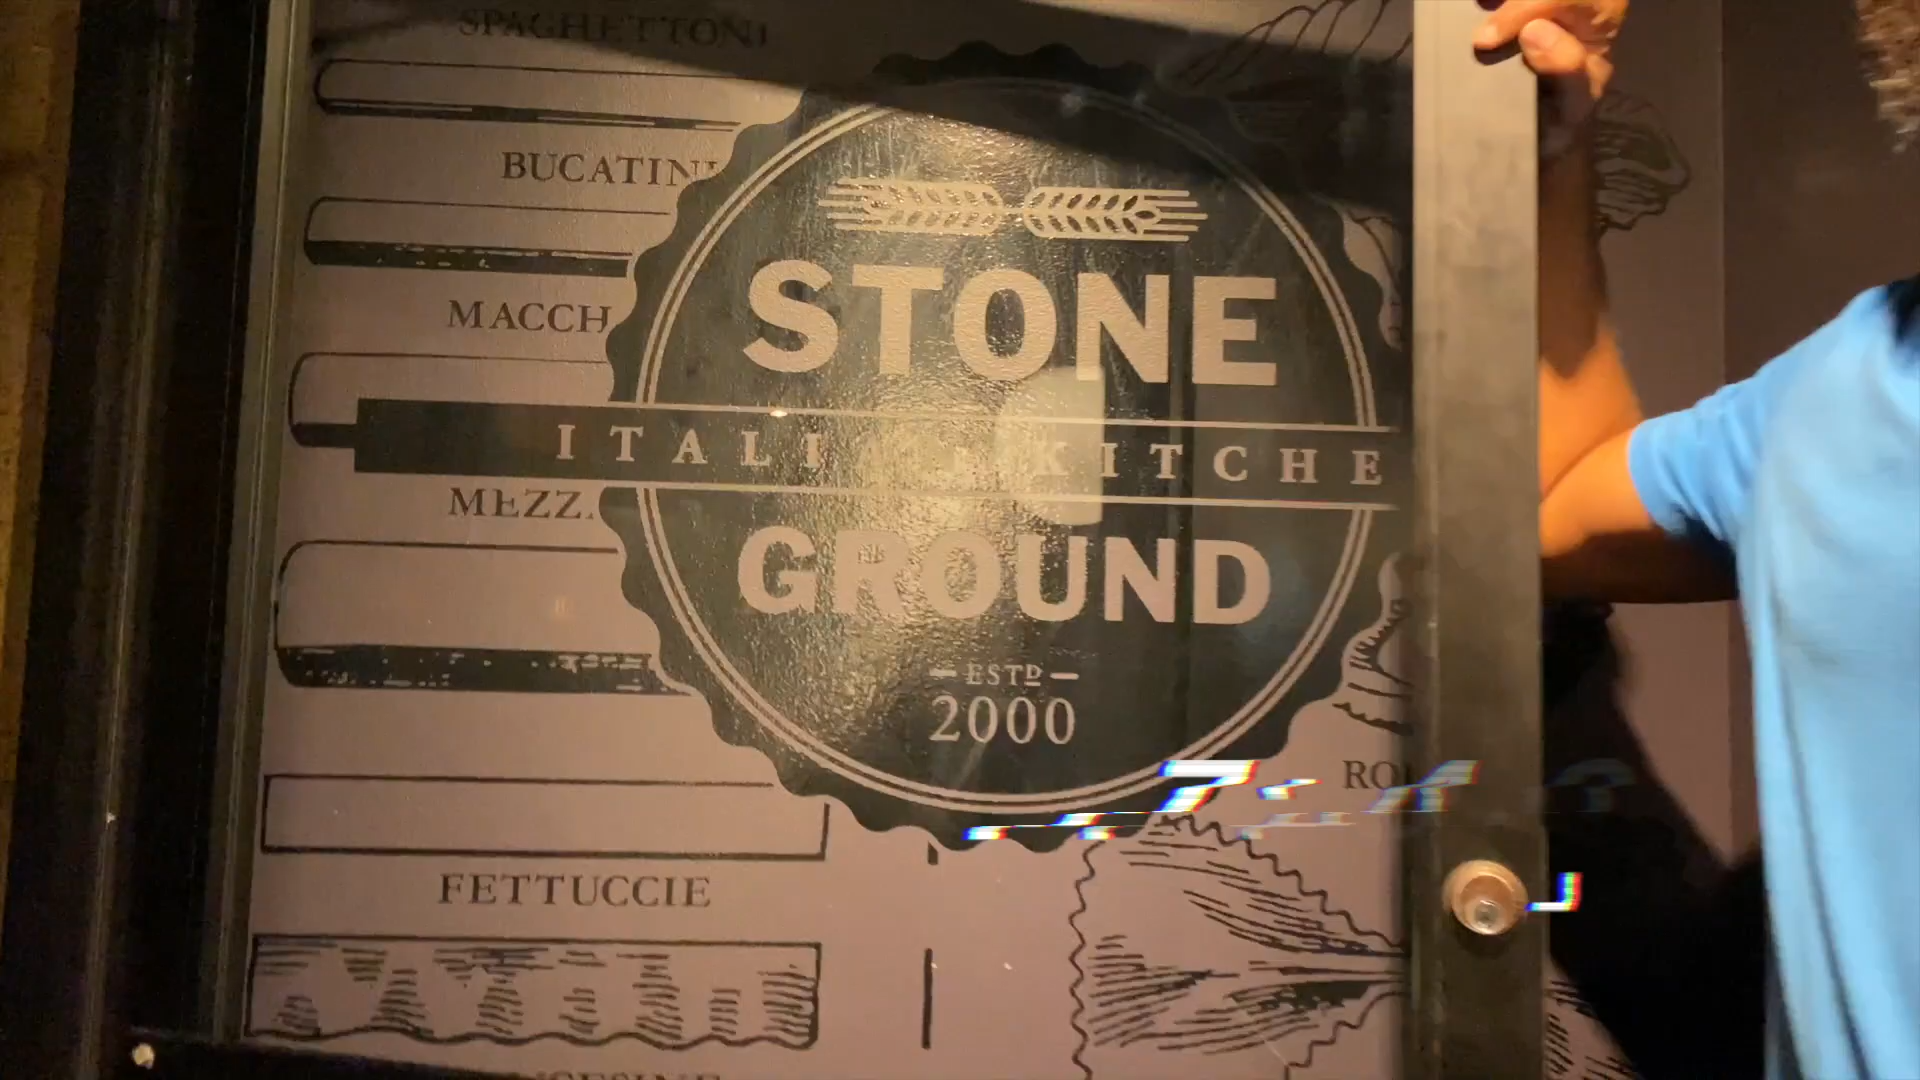 SPAGHETTONI
BUCATINI
MACCH
MEZZ
STONE
ITALI KITCHE
GROUND
ESTD
2000
FETTUCCIE